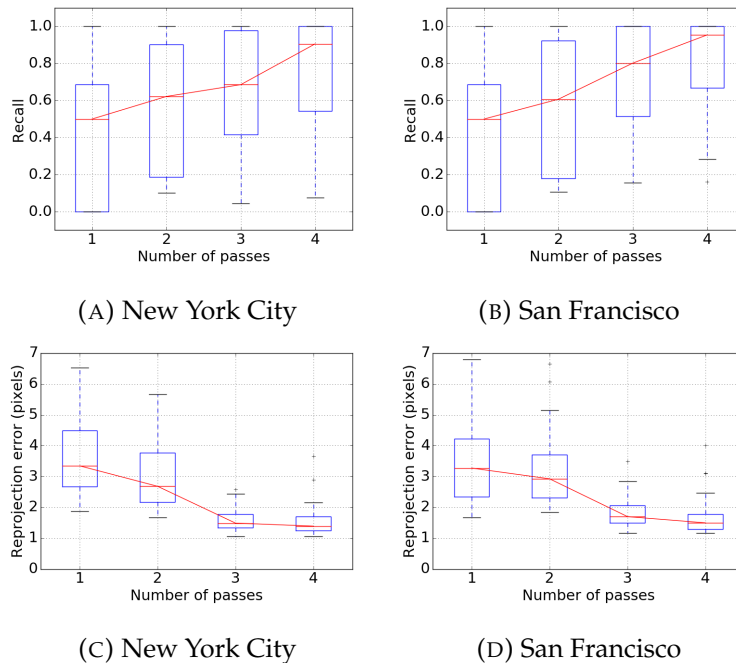 1.0
0.8
0.6
0.4
0.2
0.0
Recall
1 2 3 4
Number of passes
(A) New York City
1.0
0.8
0.6
0.4
0.2
0.0
Recall
1 2 3 4
Number of passes
(B) San Francisco
7
6
5
4
3
2
1
0
Reprojection error (pixels)
1 2 3 4
Number of passes
(C) New York City
7
6
5
4
3
2
1
0
Reprojection error (pixels)
1 2 3 4
Number of passes
(D) San Francisco